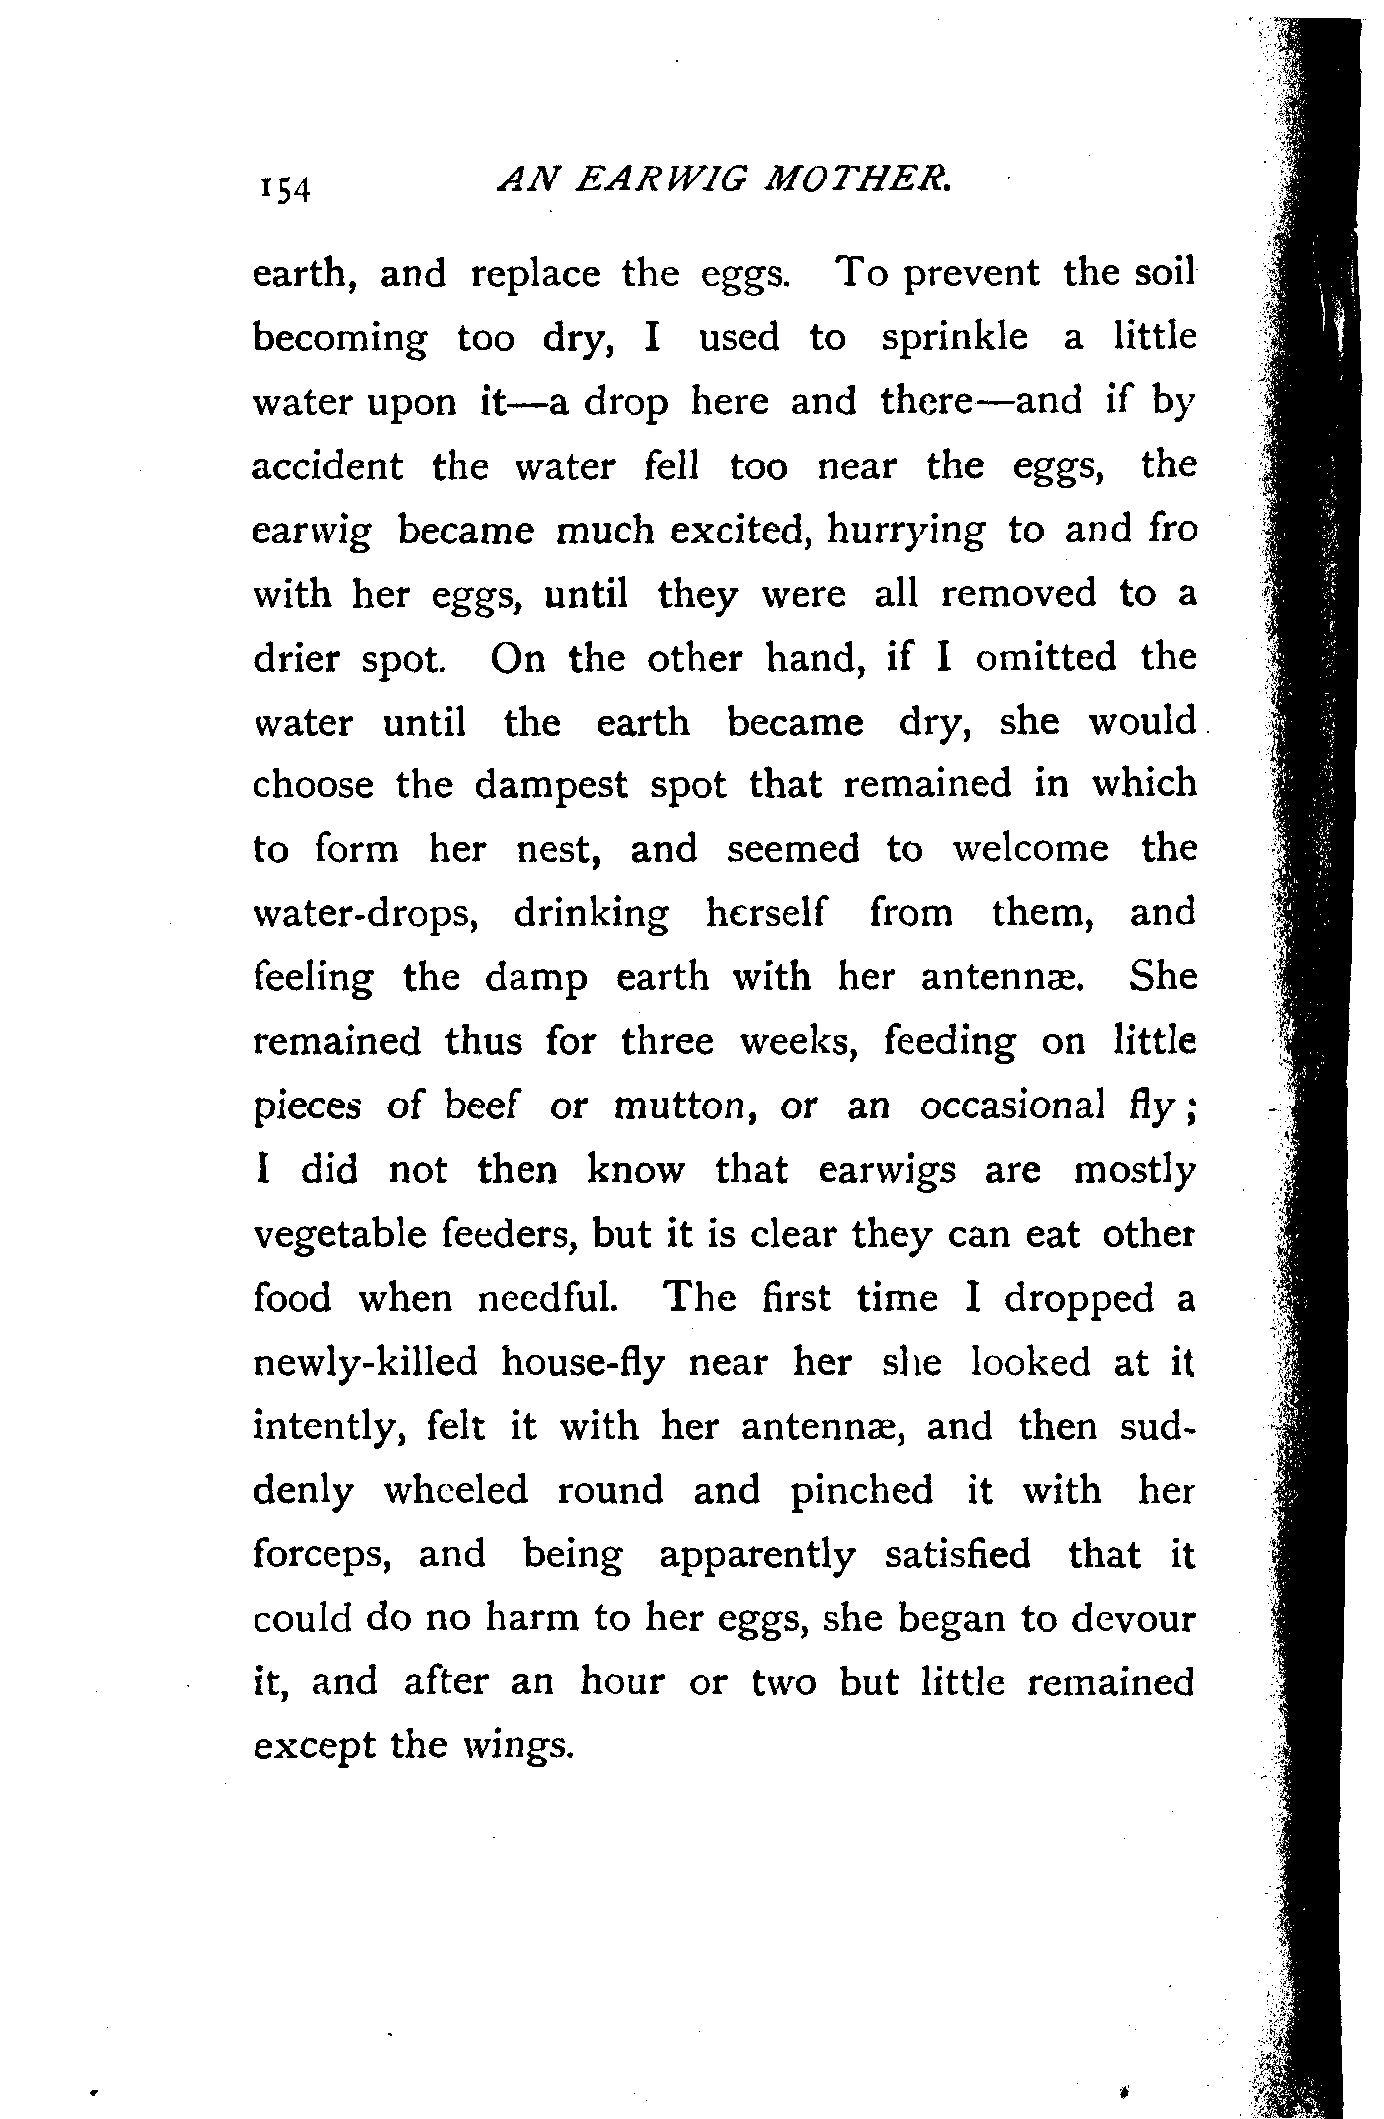 154 AN EARWIG MOTHER.
earth, and replace the eggs. To prevent the soil
becoming too dry, I used to sprinkle a little
water upon it—a drop here and there—and if by
accident the water fell too near the eggs, the
earwig became much excited, hurrying to and fro
with her eggs, until they were all removed to a
drier spot. On the other hand, if I omitted the
water until the earth became dry, she would
choose the dampest spot that remained in which
to form her nest, and seemed to welcome the
water-drops, drinking herself from them, and
feeling the damp earth with her antennæ. She
remained thus for three weeks, feeding on little
pieces of beef or mutton, or an occasional fly;
I did not then know that earwigs are mostly
vegetable feeders, but it is clear they can eat other
food when needful. The first time I dropped a
newly-killed house-fly near her she looked at it
intently, felt it with her antennæ, and then sud-
denly wheeled round and pinched it with her
forceps, and being apparently satisfied that it
could do no harm to her eggs, she began to devour
it, and after an hour or two but little remained
except the wings.